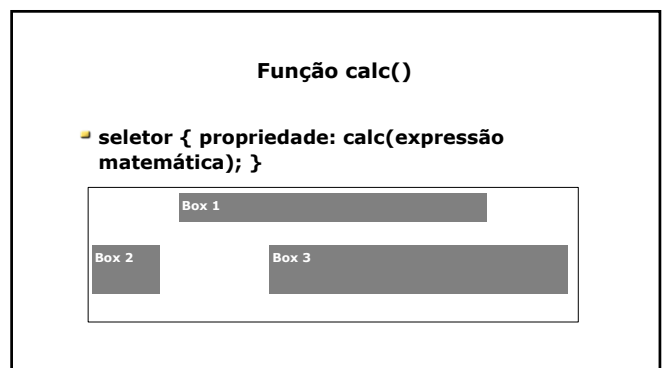 Função calc()
seletor { propriedade: calc(expressão
matemática); }
Box 1
Box 2
Box 3